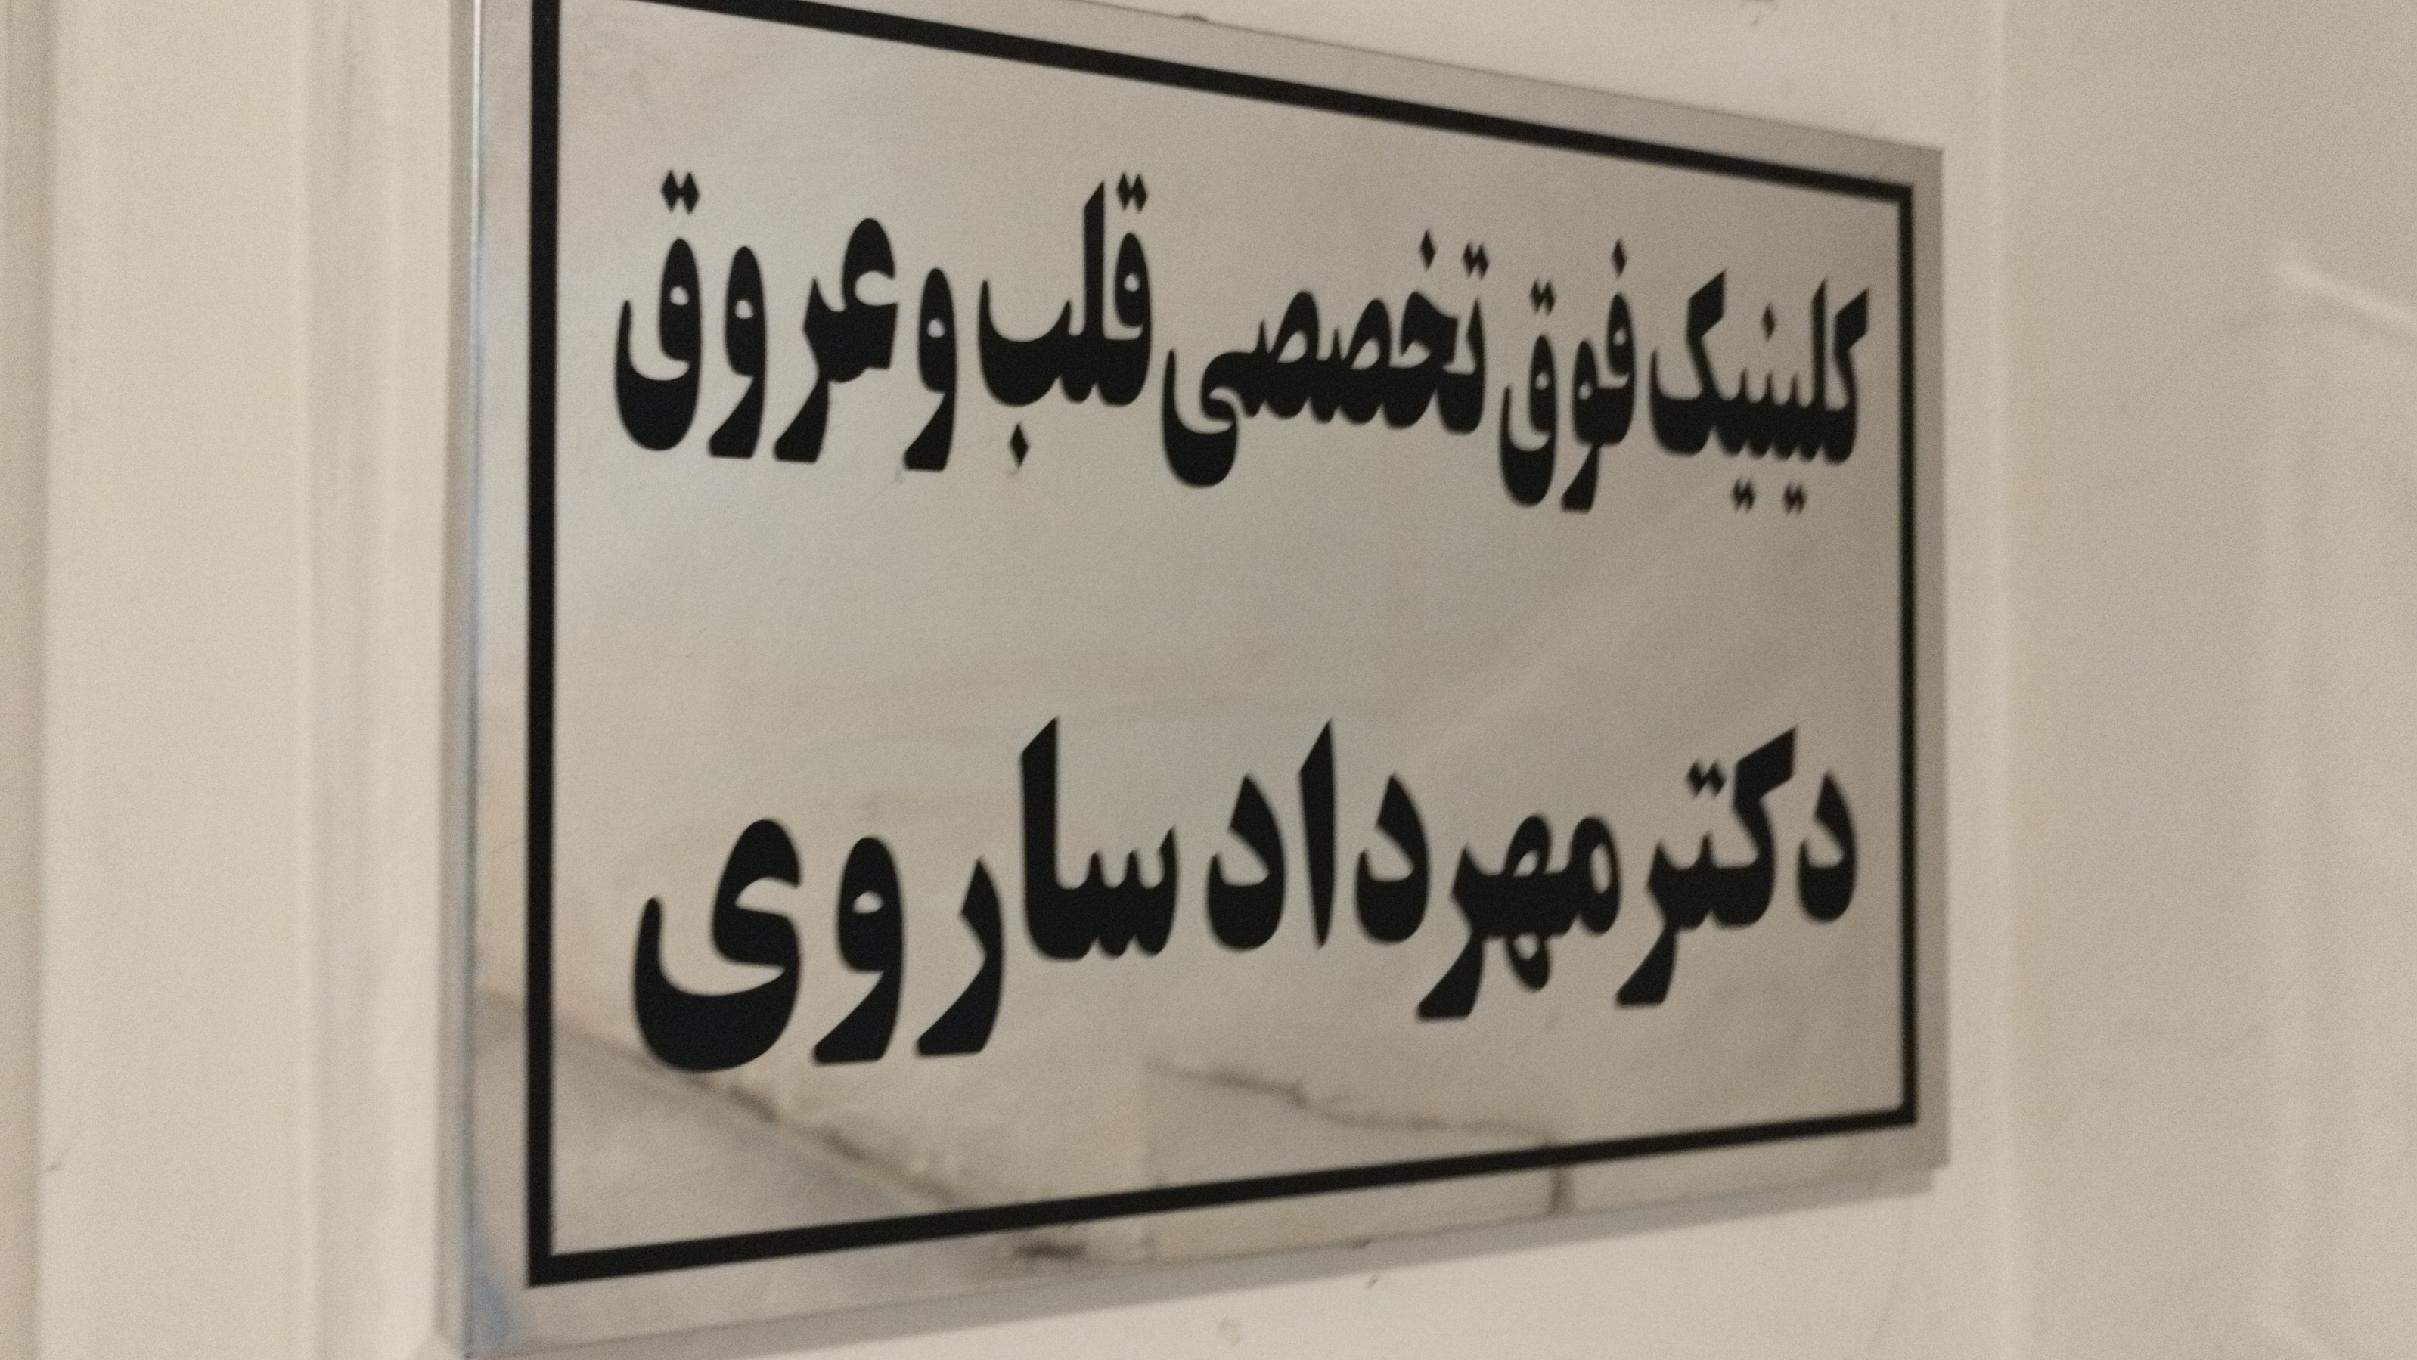 کلینیک فوق تخصصی قلب و عروق
دکتر مهرداد ساروی